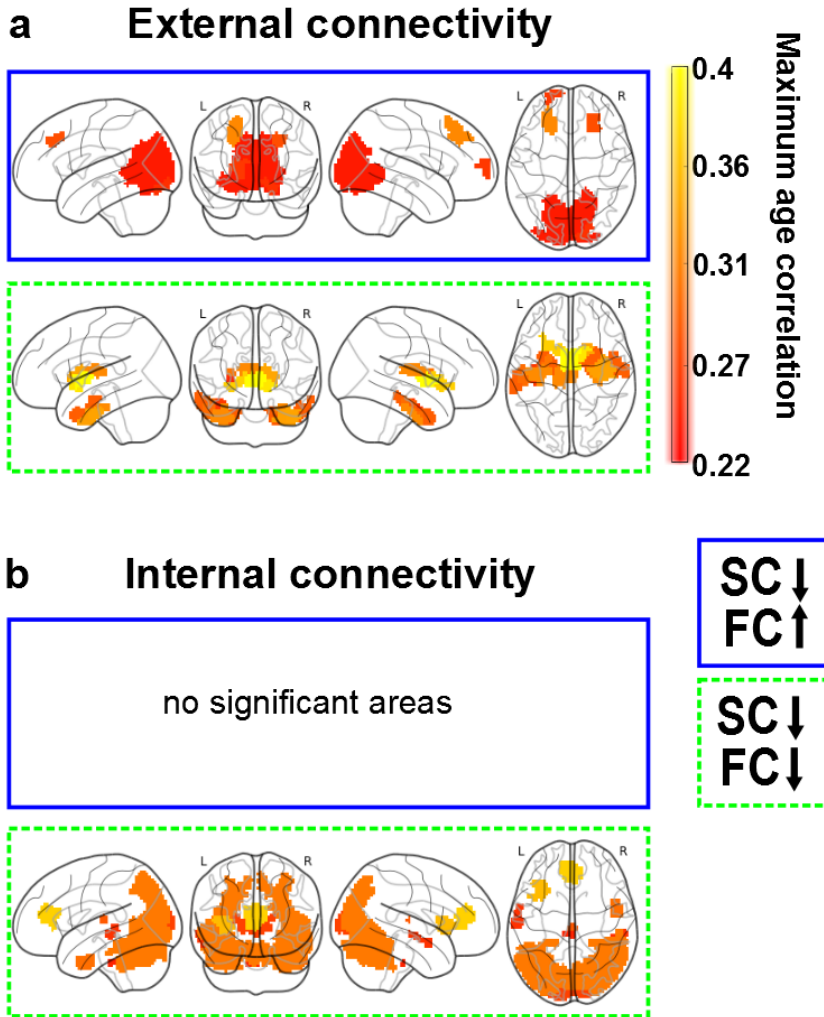 a External connectivity
L R L R
0.4
0.36
0.31
0.27
0.22
Maximum age correlation
L R L R
b Internal connectivity
no significant areas
SC↓
FC↑
SC↓
FC↓
L R L R